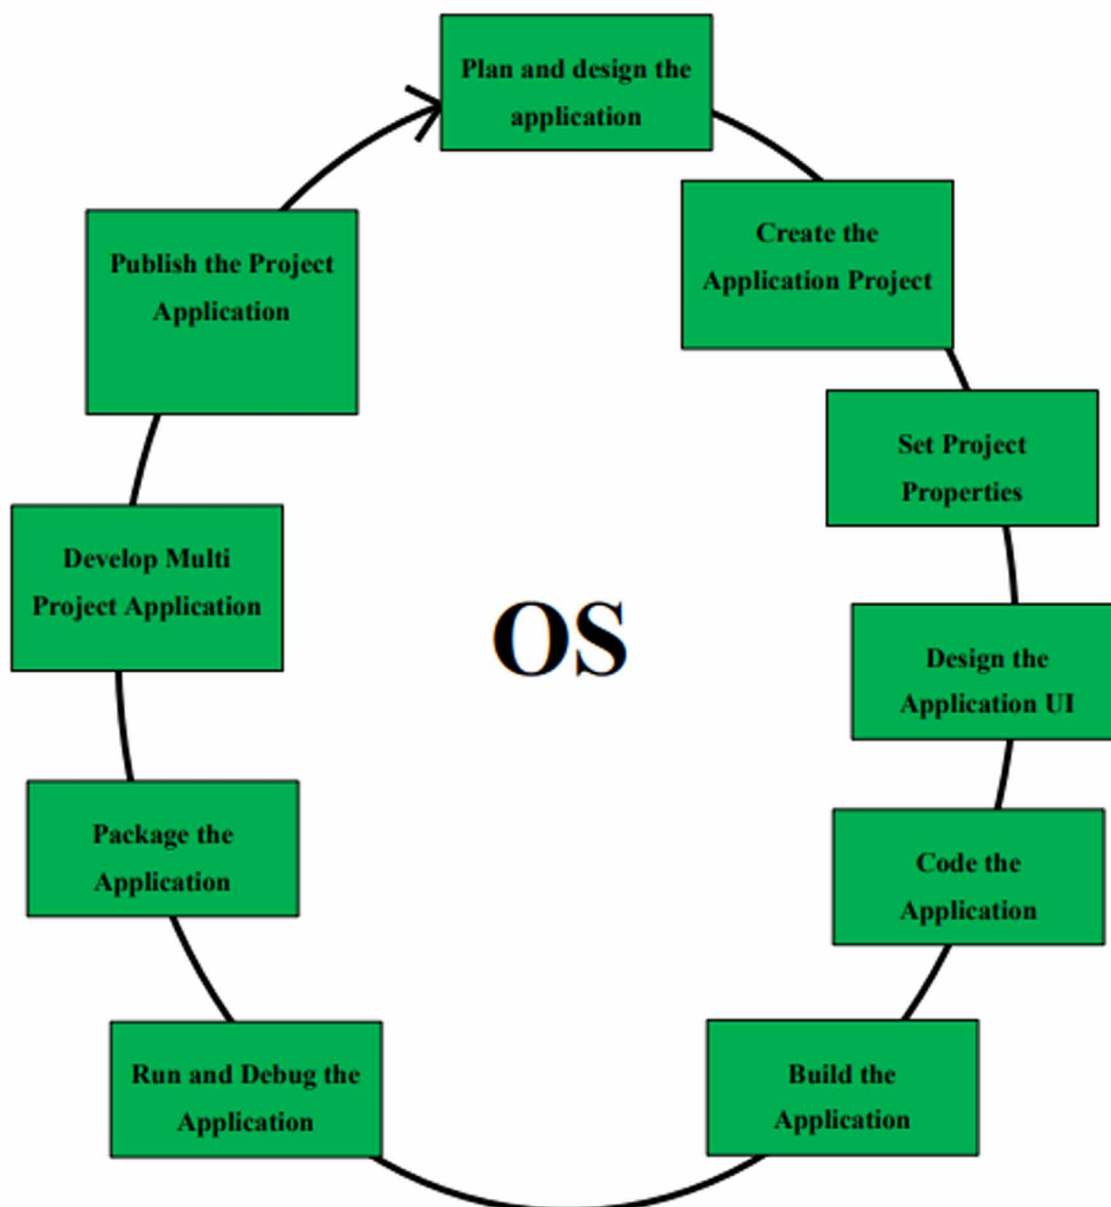 Plan and design the
application
Create the
Application Project
Set Project
Properties
Design the
Application UI
Code the
Application
Build the
Application
Run and Debug the
Application
Package the
Application
Develop Multi
Project Application
Publish the Project
Application
OS